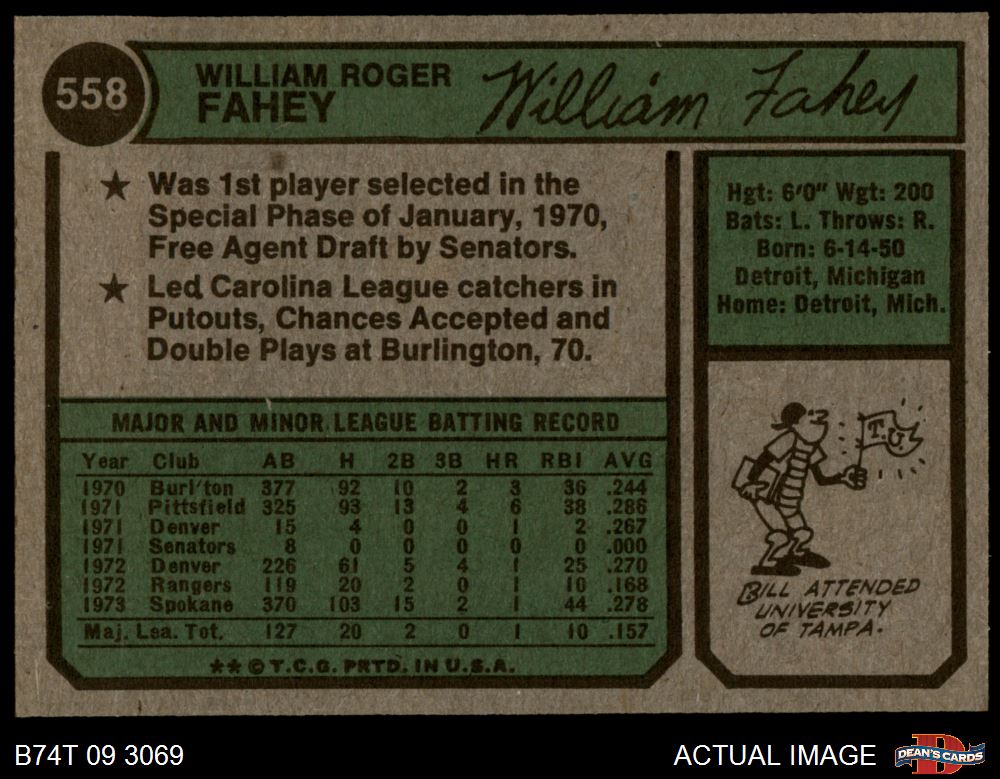 558
WILLIAM ROGER
FAHEY
William Fahey
★ Was 1st player selected in the
Special Phase of January, 1970,
Free Agent Draft by Senators.
★ Led Carolina League catchers in
Putouts, Chances Accepted and
Double Plays at Burlington, 70.
Hgt: 6'0" Wgt: 200
Bats: L. Throws: R.
Born: 6-14-50
Detroit, Michigan
Home: Detroit, Mich.
MAJOR AND MINOR LEAGUE BATTING RECORD
Year Club AB H 2B 3B HR RBI AVG
1970 Burl'ton 377 92 10 2 3 36 .244
1971 Pittsfield 325 93 13 4 6 38 .286
1971 Denver 15 4 0 0 1 2 .267
1971 Senators 8 0 0 0 0 0 .000
1972 Denver 226 61 5 4 1 25 .270
1972 Rangers 119 20 2 0 1 10 .168
1973 Spokane 370 103 15 2 1 44 .278
Maj. Lea. Tot. 127 20 2 0 1 10 .157
**©T.C.G. PRTD. IN U.S.A.
T.U.
BILL ATTENDED
UNIVERSITY
OF TAMPA.
B74T 09 3069
ACTUAL IMAGE
DEAN'S CARDS